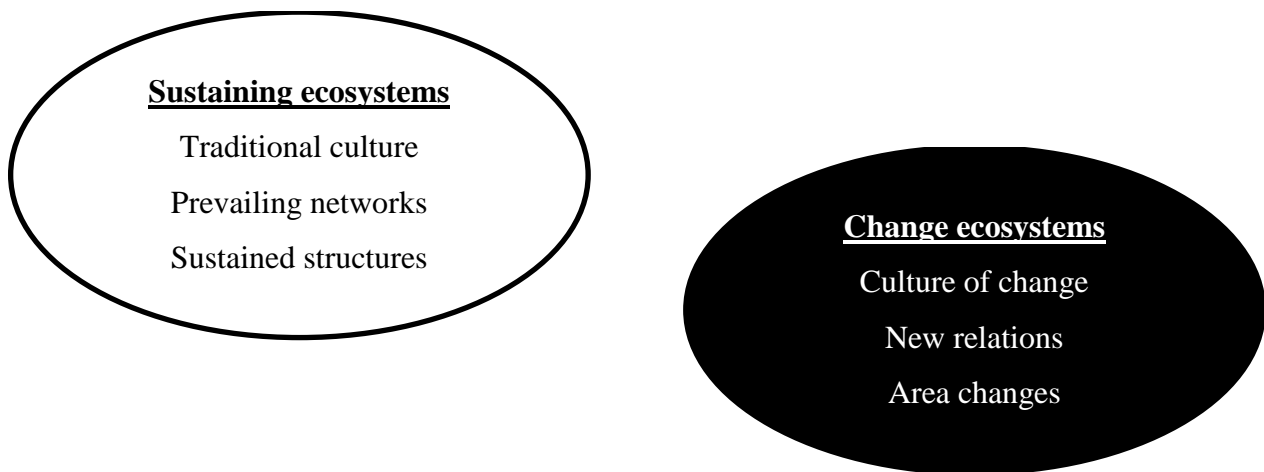 Sustaining ecosystems
Traditional culture
Prevailing networks
Sustained structures
Change ecosystems
Culture of change
New relations
Area changes